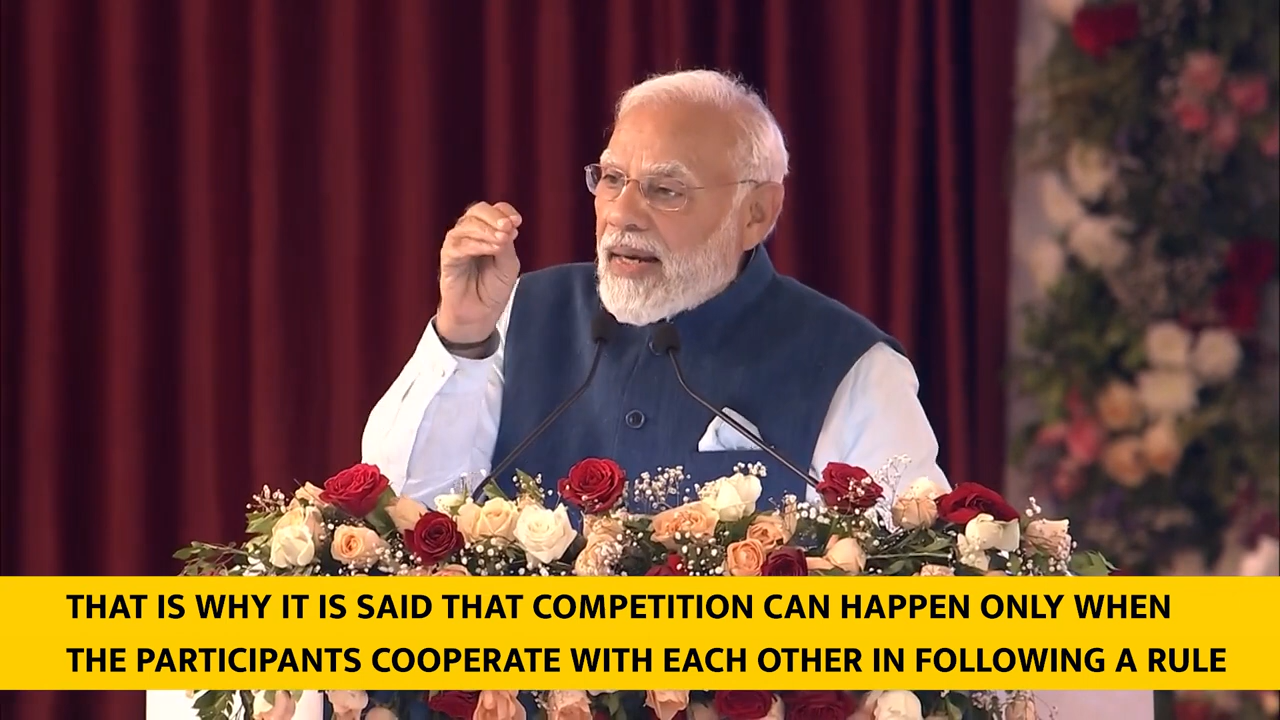 THAT IS WHY IT IS SAID THAT COMPETITION CAN HAPPEN ONLY WHEN
THE PARTICIPANTS COOPERATE WITH EACH OTHER IN FOLLOWING A RULE